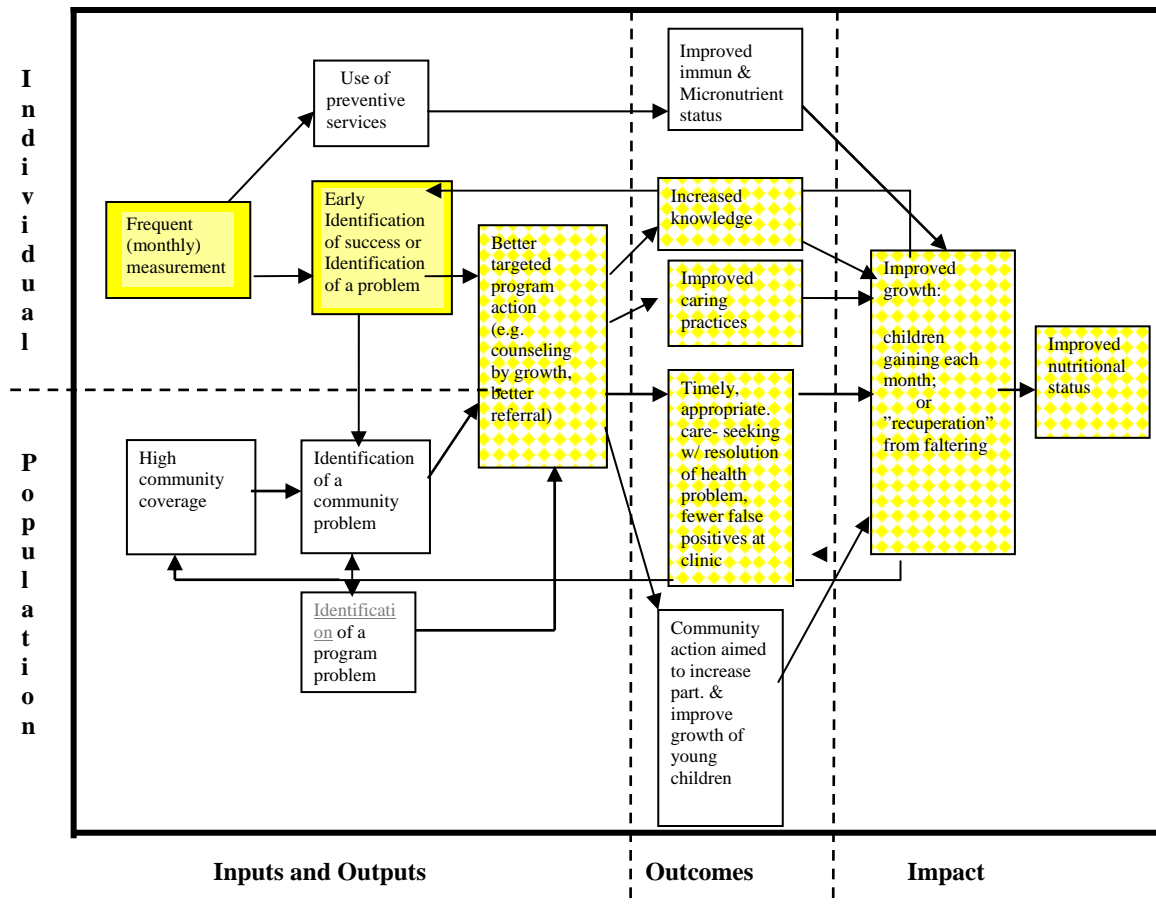 Individual
Population
Use of
preventive
services
Improved
immun &
Micronutrient
status
Frequent
(monthly)
measurement
Early
Identification
of success or
Identification
of a problem
Better
targeted
program
action
(e.g.
counseling
by growth,
better
referral)
Increased
knowledge
Improved
caring
practices
Improved
growth:
children
gaining each
month;
or
”recuperation”
from faltering
Improved
nutritional
status
Timely,
appropriate.
care- seeking
w/ resolution
of health
problem,
fewer false
positives at
clinic
High
community
coverage
Identification
of a
community
problem
Identificati
on of a
program
problem
Community
action aimed
to increase
part. &
improve
growth of
young
children
Inputs and Outputs
Outcomes
Impact